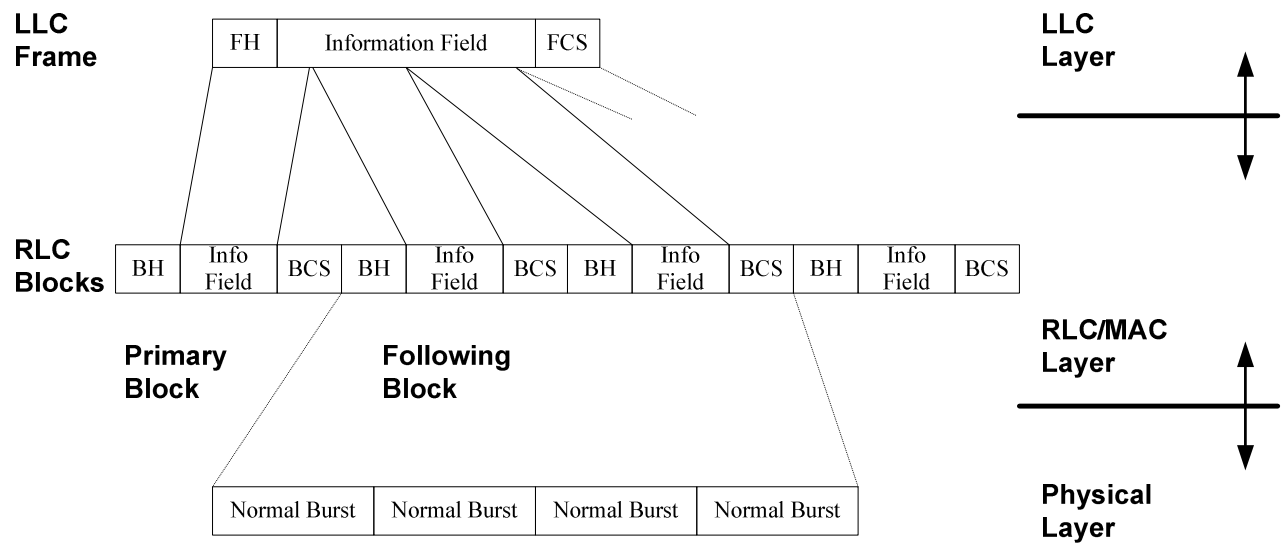 LLC
Frame
FH
Information Field
FCS
LLC
Layer
RLC
Blocks
BH
Info
Field
BCS
BH
Info
Field
BCS
BH
Info
Field
BCS
BH
Info
Field
BCS
Primary
Block
Following
Block
RLC/MAC
Layer
Normal Burst
Normal Burst
Normal Burst
Normal Burst
Physical
Layer